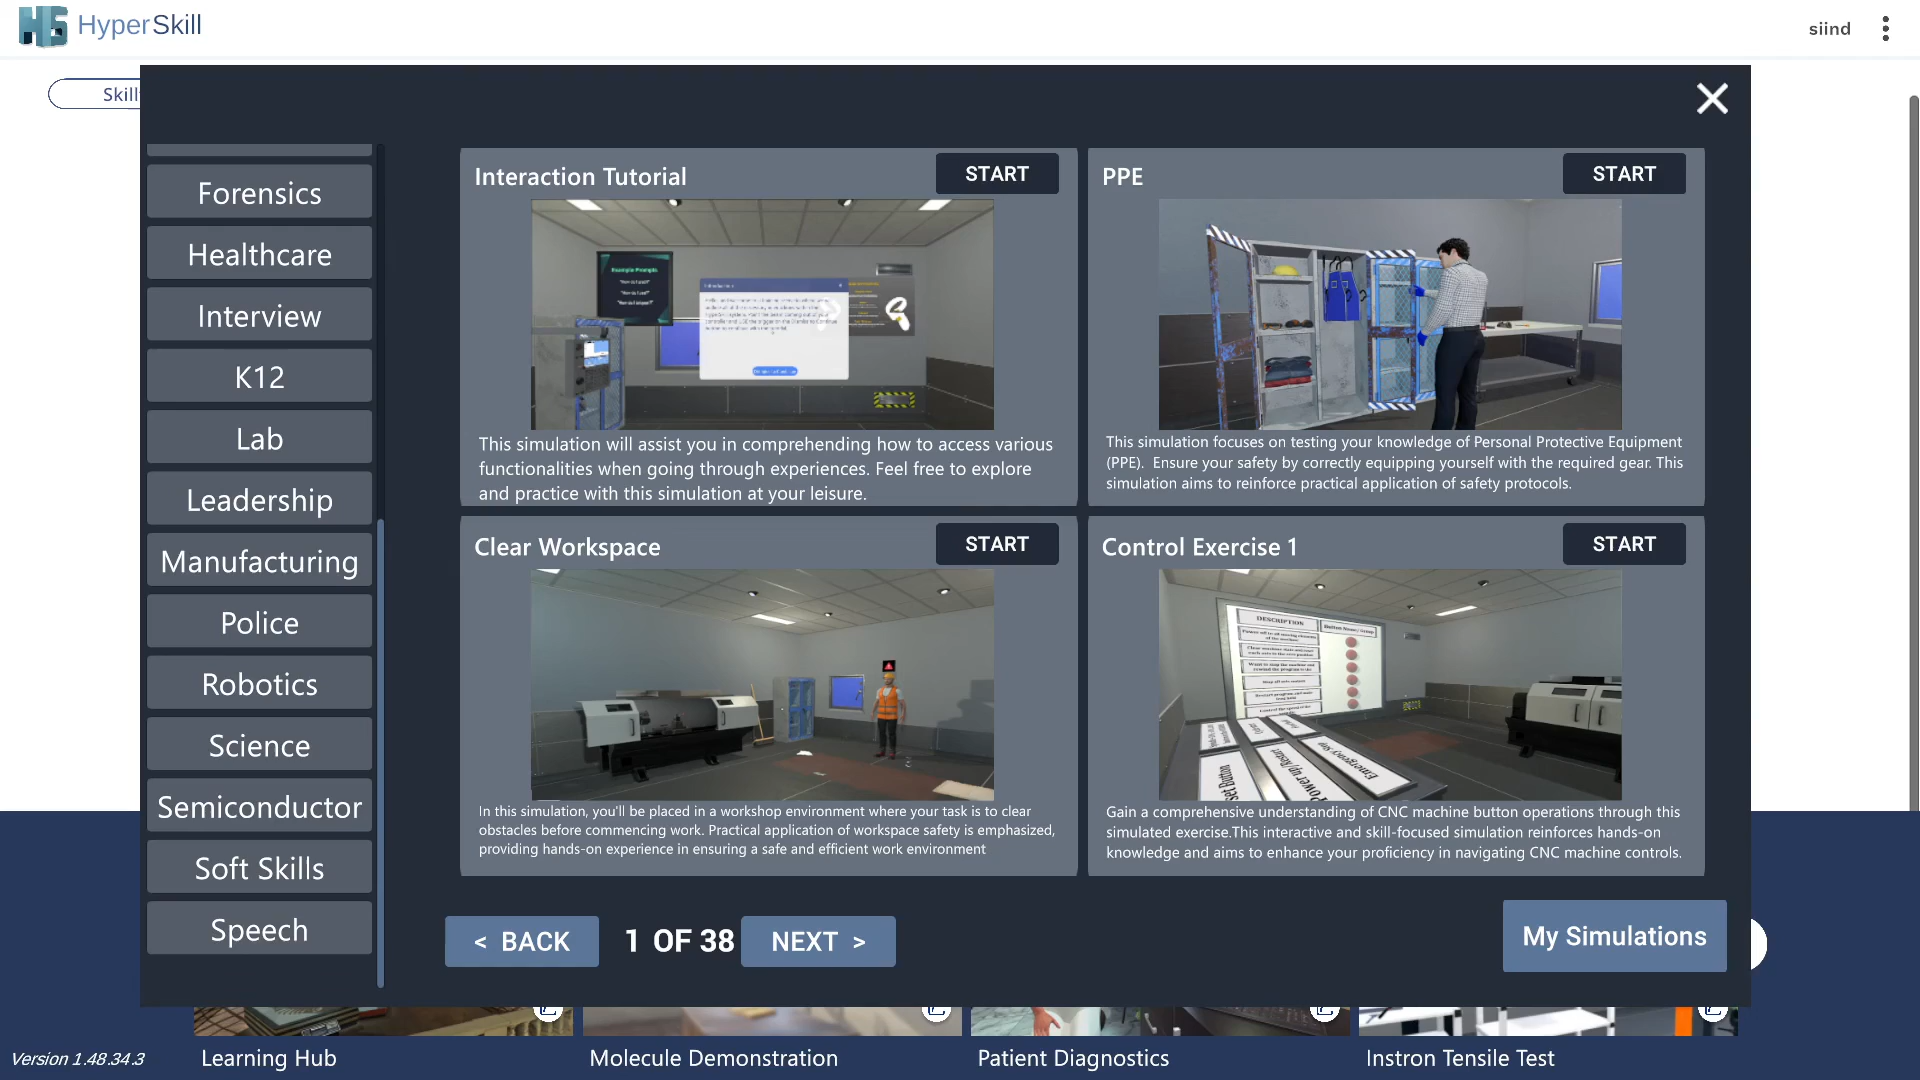 HyperSkill
siind
Skill
Forensics
Healthcare
Interview
K12
Lab
Leadership
Manufacturing
Police
Robotics
Science
Semiconductor
Soft Skills
Speech
Interaction Tutorial
START
Example Prompts
This simulation will assist you in comprehending how to access various
functionalities when going through experiences. Feel free to explore
and practice with this simulation at your leisure.
PPE
START
This simulation focuses on testing your knowledge of Personal Protective Equipment
(PPE).  Ensure your safety by correctly equipping yourself with the required gear. This
simulation aims to reinforce practical application of safety protocols.
Clear Workspace
START
In this simulation, you'll be placed in a workshop environment where your task is to clear
obstacles before commencing work. Practical application of workspace safety is emphasized,
providing hands-on experience in ensuring a safe and efficient work environment
Control Exercise 1
START
DESCRIPTION
Emergency Stop
Power up/Restart
Gain a comprehensive understanding of CNC machine button operations through this
simulated exercise.This interactive and skill-focused simulation reinforces hands-on
knowledge and aims to enhance your proficiency in navigating CNC machine controls.
< BACK
1 OF 38
NEXT >
My Simulations
Version 1.48.34.3
Learning Hub
Molecule Demonstration
Patient Diagnostics
Instron Tensile Test